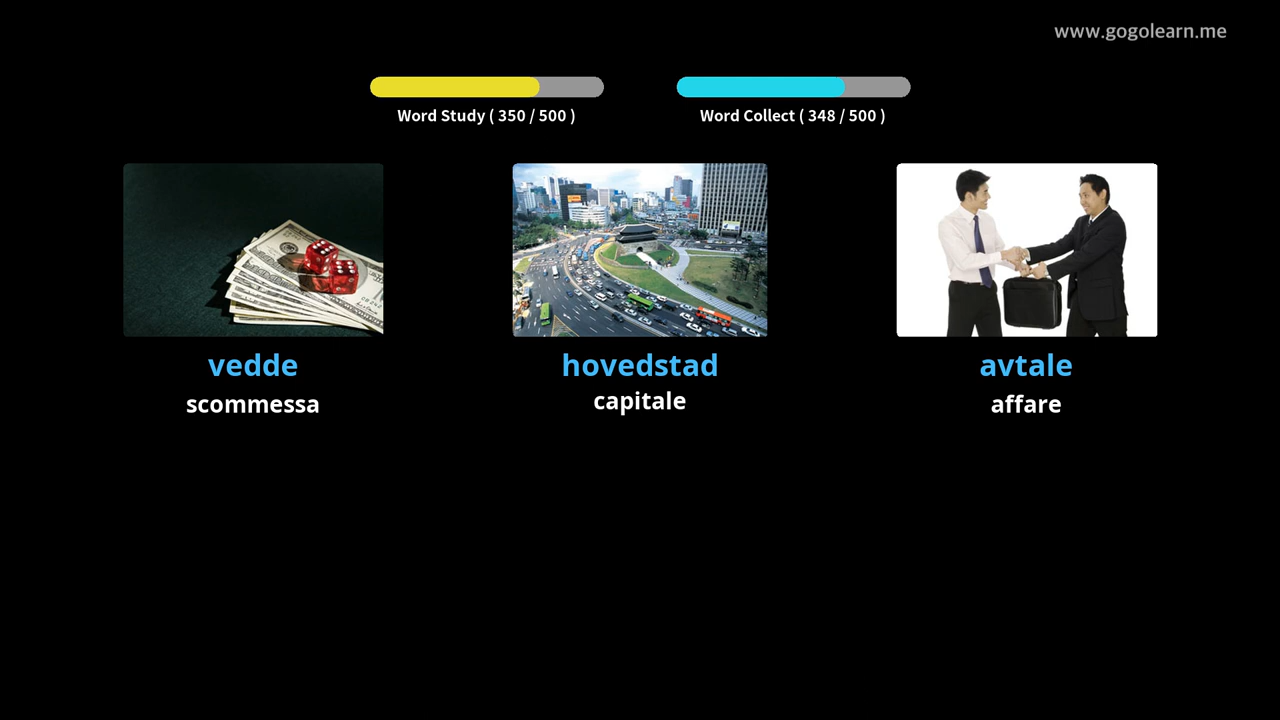 www.gogolearn.me
Word Study ( 350 / 500 )
Word Collect ( 348 / 500 )
vedde
scommessa
hovedstad
capitale
avtale
affare